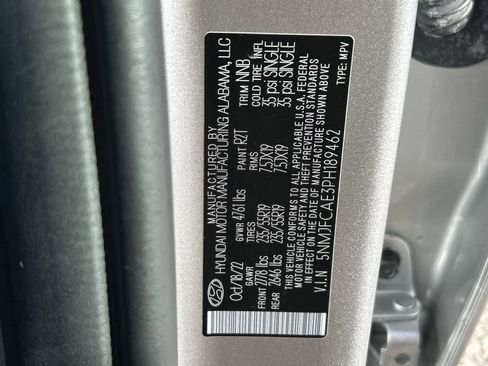 MANUFACTURED BY
HYUNDAI MOTOR MANUFACTURING ALABAMA, LLC
Oct/18/22 PAINT R2T TRIM NNB
GVWR 4761 lbs TIRES RIMS COLD TIRE INFL
FRONT 2778 lbs 235/55R19 7.5JX19 35 psi SINGLE
REAR 2646 lbs 235/55R19 7.5JX19 35 psi SINGLE
THIS VEHICLE CONFORMS TO ALL APPLICABLE U.S.A. FEDERAL
MOTOR VEHICLE SAFETY AND THEFT PREVENTION STANDARDS
IN EFFECT ON THE DATE OF MANUFACTURE SHOWN ABOVE
V.I.N 5NMJFCAE3PH189462 TYPE: MPV